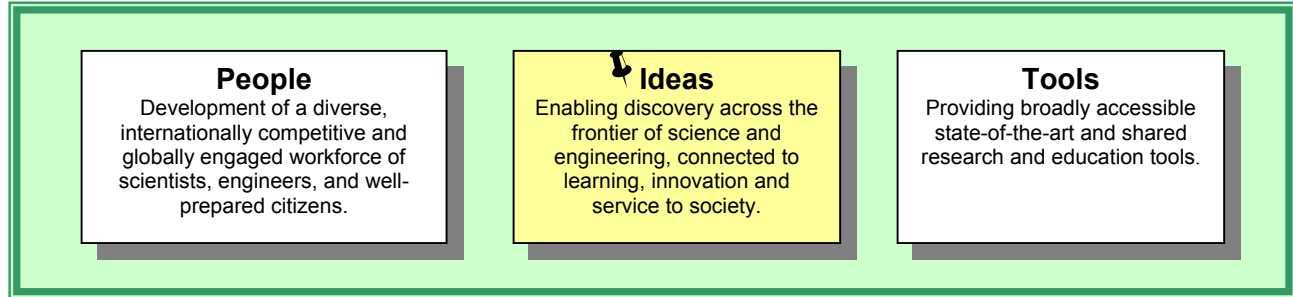 People
Development of a diverse,
internationally competitive and
globally engaged workforce of
scientists, engineers, and well-
prepared citizens.
Ideas
Enabling discovery across the
frontier of science and
engineering, connected to
learning, innovation and
service to society.
Tools
Providing broadly accessible
state-of-the-art and shared
research and education tools.